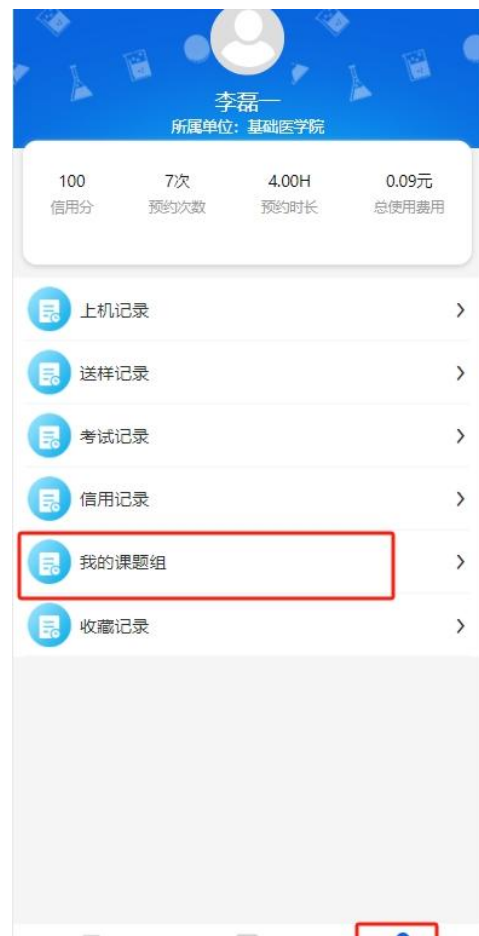 李磊一
所属单位：基础医学院
100 7次 4.00H 0.09元
信用分 预约次数 预约时长 总使用费用
上机记录
送样记录
考试记录
信用记录
我的课题组
收藏记录